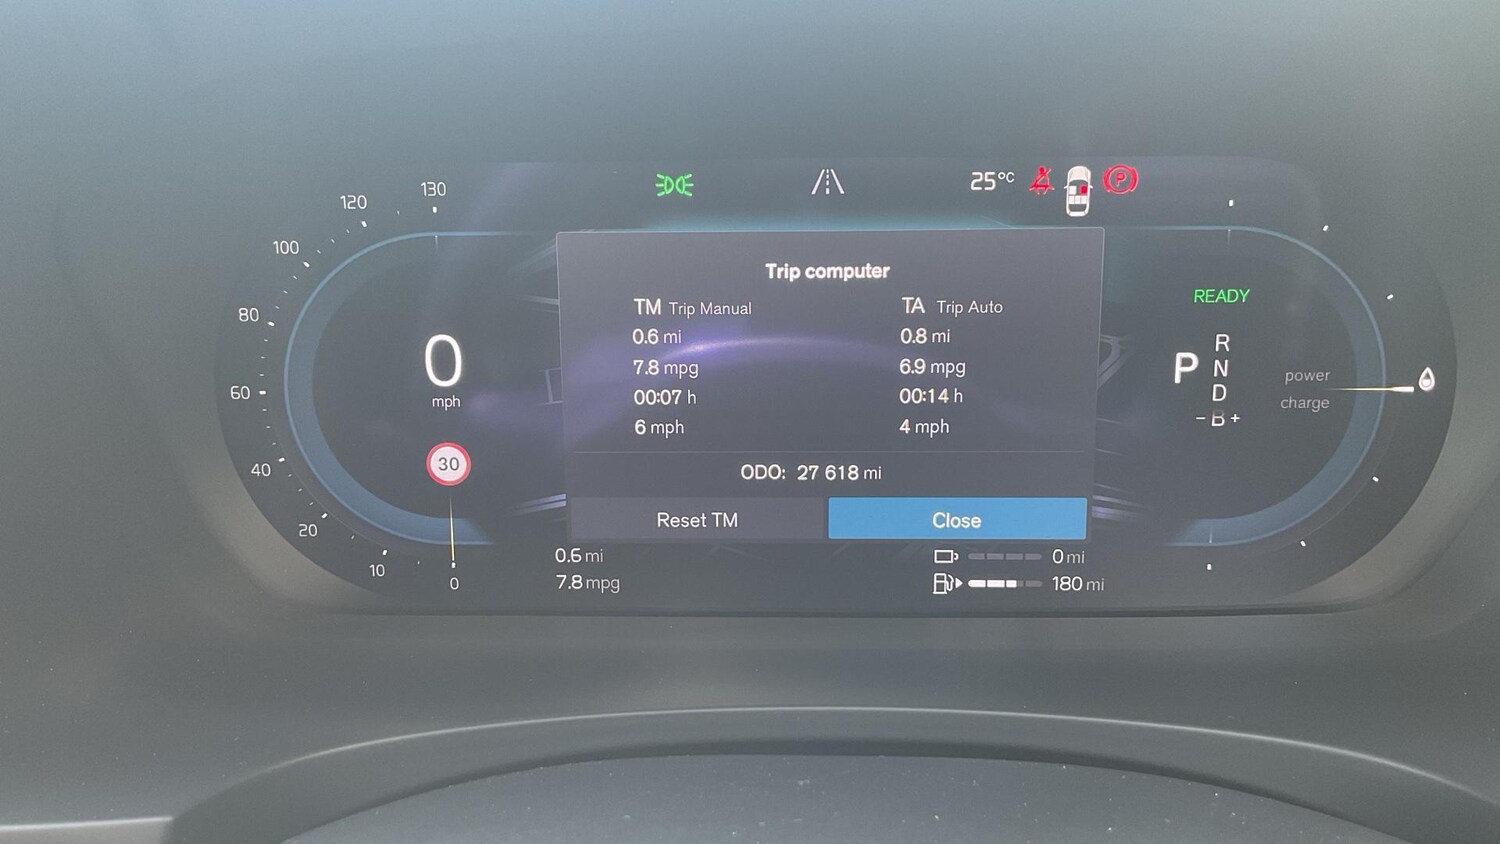 130
120
100
80
60
40
20
10
0
25°C
P
0
mph
30
Trip computer
TM Trip Manual
0.6 mi
7.8 mpg
00:07 h
6 mph
TA Trip Auto
0.8 mi
6.9 mpg
00:14 h
4 mph
ODO: 27 618 mi
Reset TM
Close
0.6 mi
7.8 mpg
0 mi
180 mi
READY
R
P N
D
- B +
power
charge